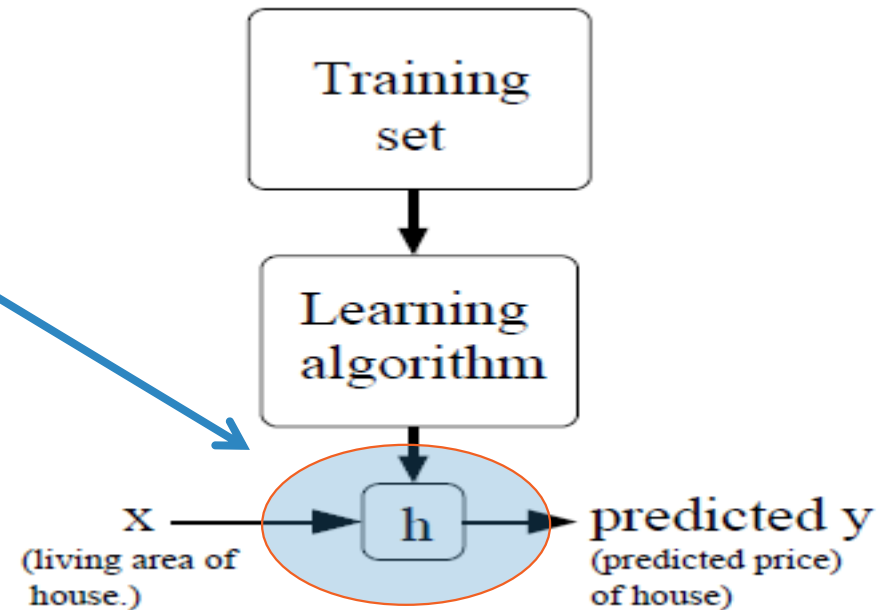 Training
set
Learning
algorithm
x
h
predicted y
(living area of
house.)
(predicted price)
of house)